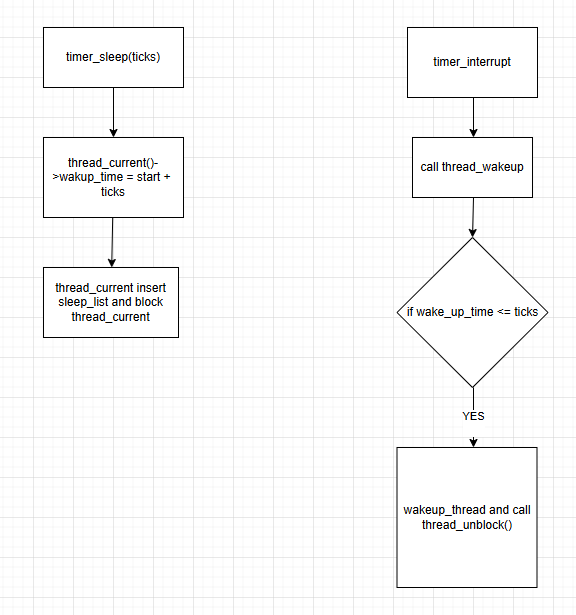 timer_sleep(ticks)
thread_current()-
>wakup_time = start +
ticks
thread_current insert
sleep_list and block
thread_current
timer_interrupt
call thread_wakeup
if wake_up_time <= ticks
YES
wakeup_thread and call
thread_unblock()